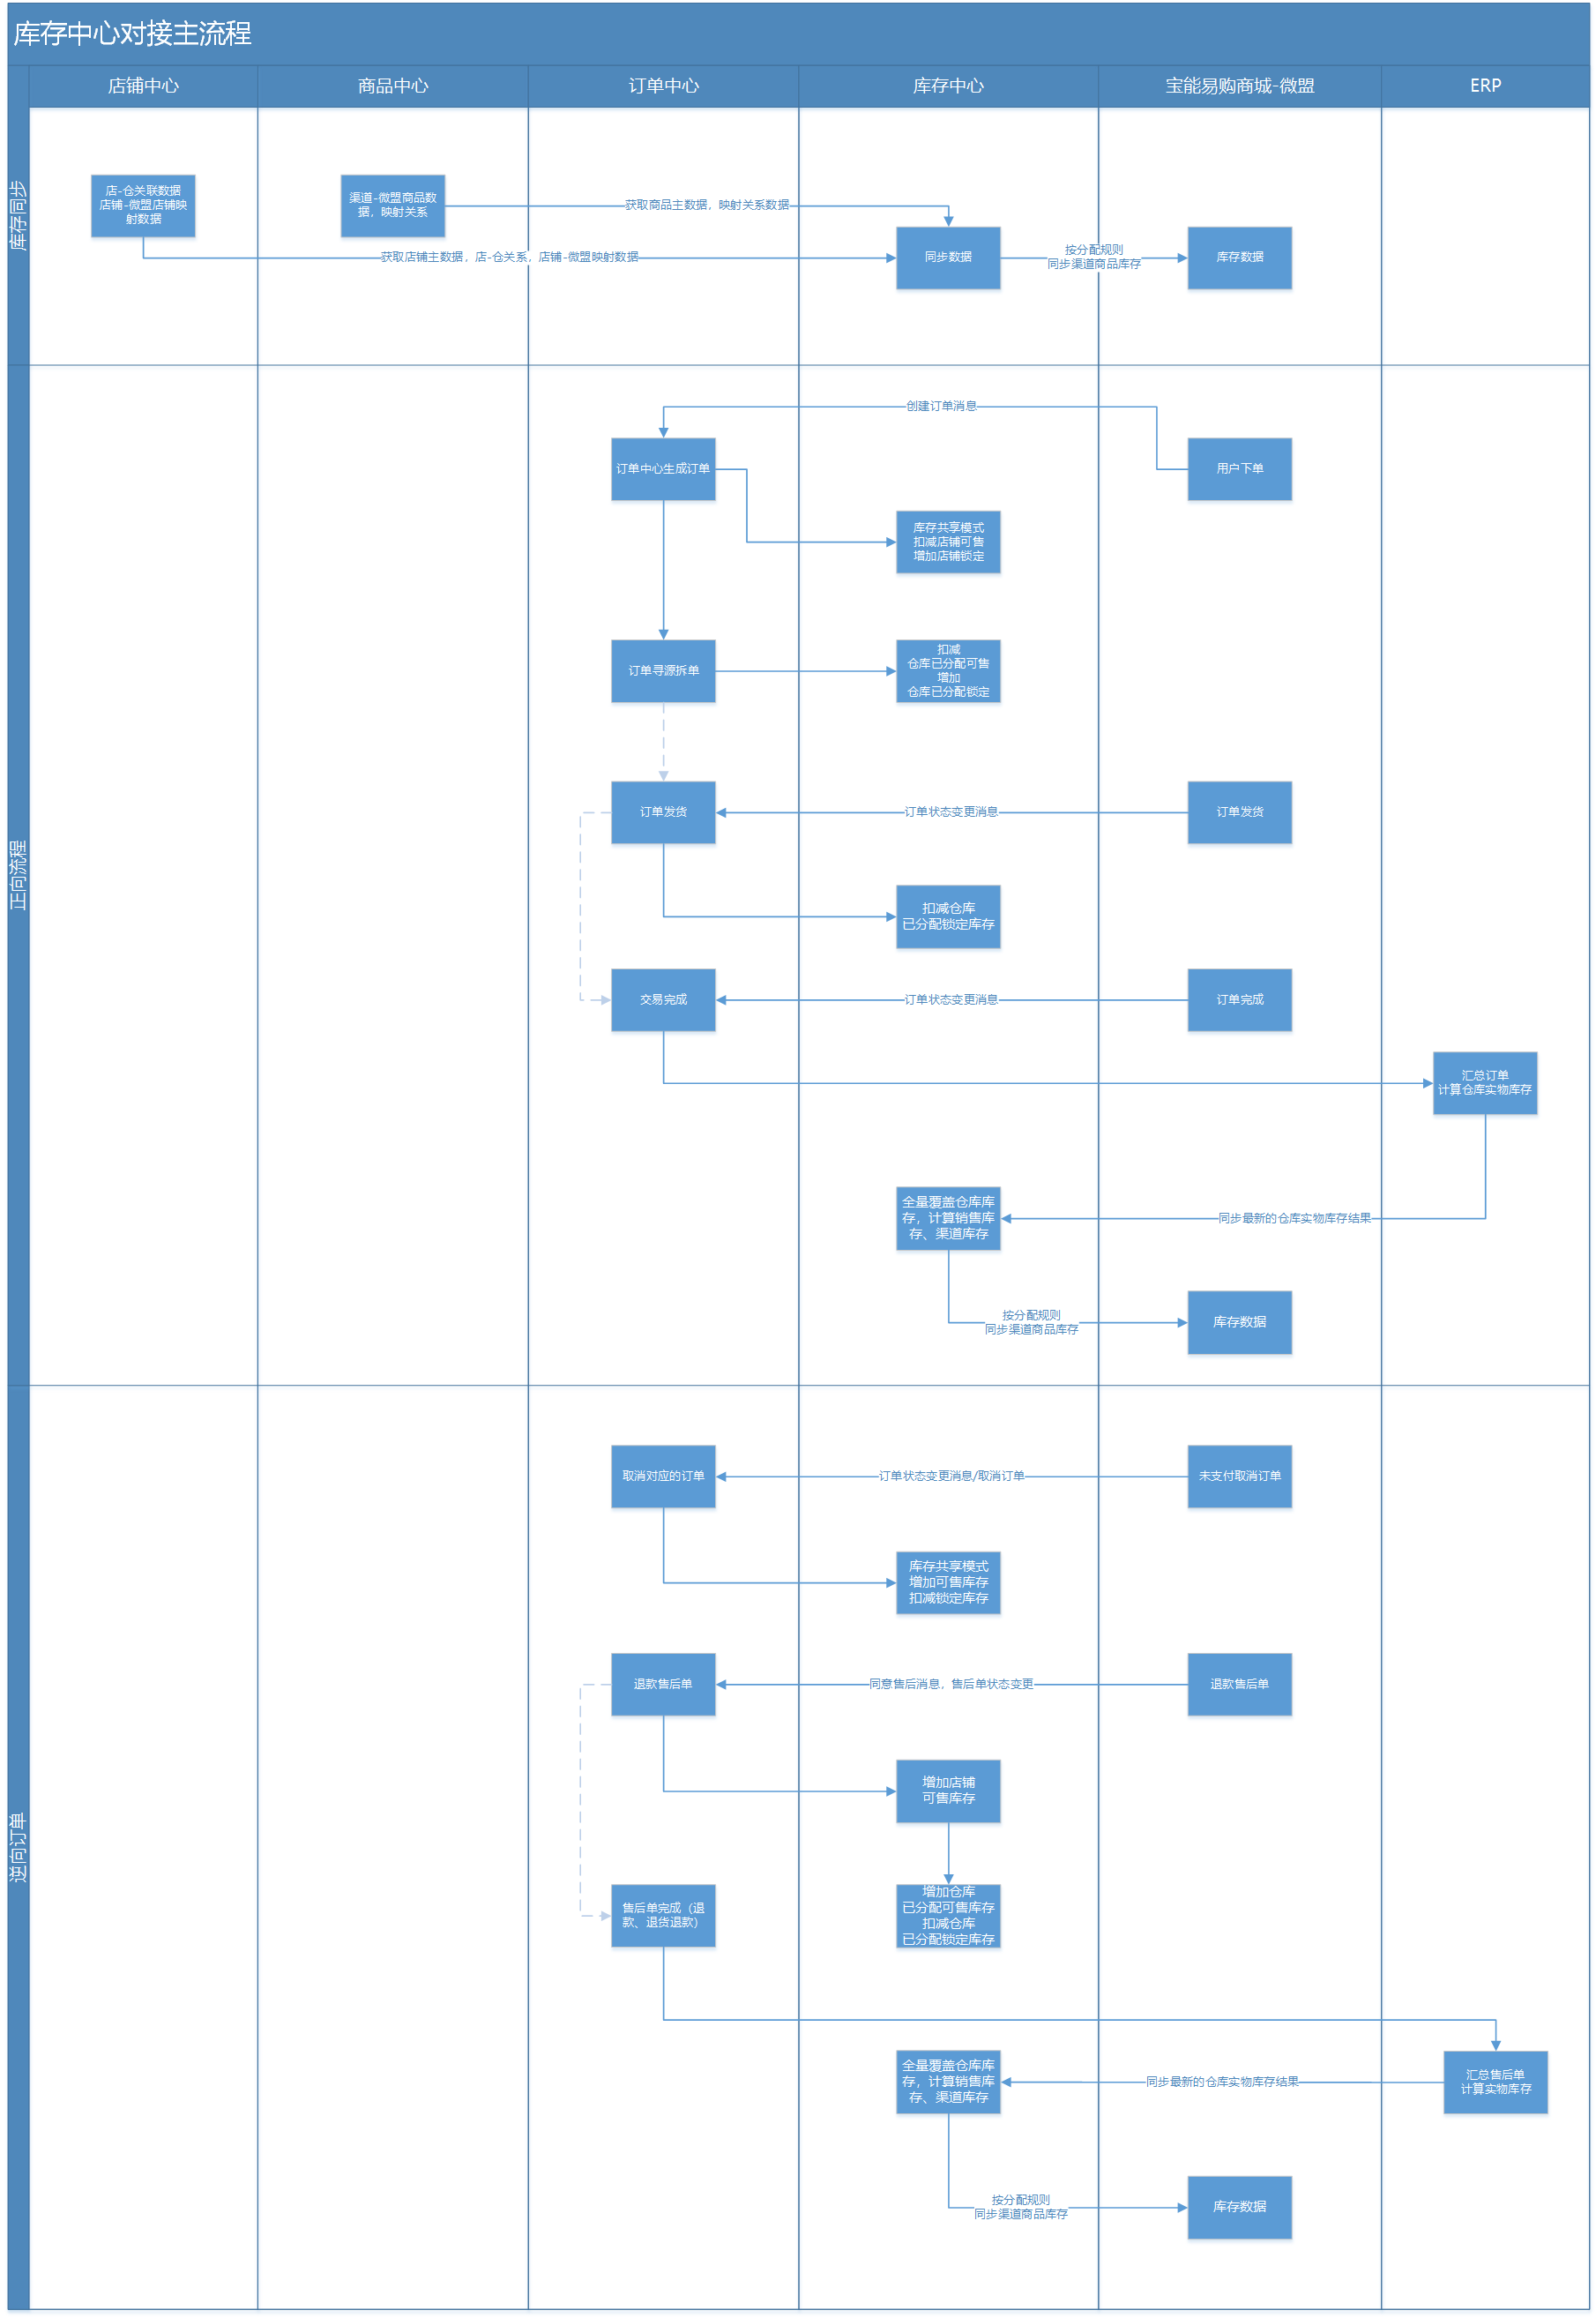 库存中心对接主流程
店铺中心
商品中心
订单中心
库存中心
宝能易购商城-微盟
ERP
库存同步
店-仓关联数据
店铺-微盟店铺映
射数据
渠道-微盟商品数
据，映射关系
获取商品主数据，映射关系数据
获取店铺主数据，店-仓关系，店铺-微盟映射数据
同步数据
按分配规则
同步渠道商品库存
库存数据
正向流程
创建订单消息
订单中心生成订单
用户下单
库存共享模式
扣减店铺可售
增加店铺锁定
订单寻源拆单
扣减
仓库已分配可售
增加
仓库已分配锁定
订单发货
订单状态变更消息
订单发货
扣减仓库
已分配锁定库存
交易完成
订单状态变更消息
订单完成
汇总订单
计算仓库实物库存
全量覆盖仓库库
存，计算销售库
存、渠道库存
同步最新的仓库实物库存结果
按分配规则
同步渠道商品库存
库存数据
逆向订单
取消对应的订单
订单状态变更消息/取消订单
未支付取消订单
库存共享模式
增加可售库存
扣减锁定库存
退款售后单
同意售后消息，售后单状态变更
退款售后单
增加店铺
可售库存
售后单完成（退
款、退货退款）
增加仓库
已分配可售库存
扣减仓库
已分配锁定库存
全量覆盖仓库库
存，计算销售库
存、渠道库存
同步最新的仓库实物库存结果
汇总售后单
计算实物库存
按分配规则
同步渠道商品库存
库存数据